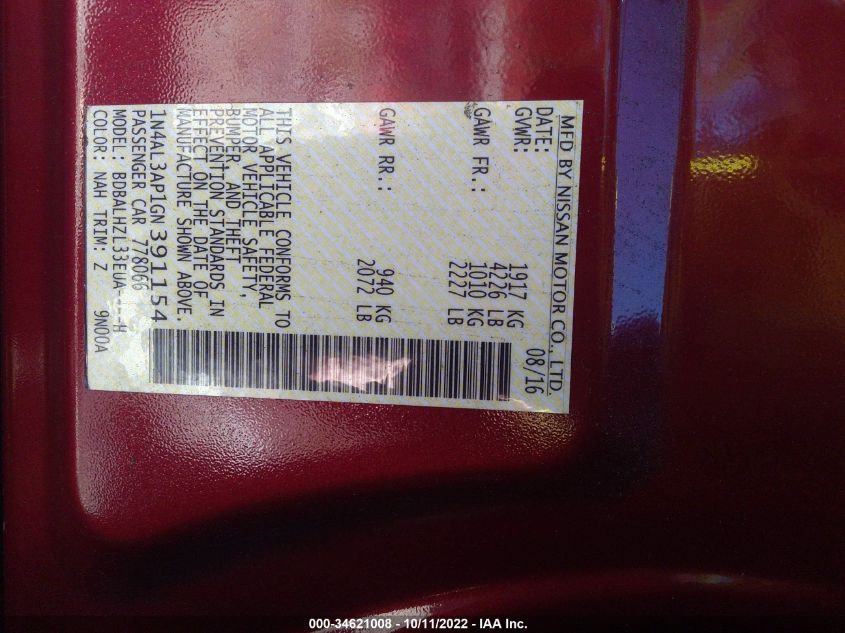 MFD BY NISSAN MOTOR CO., LTD.
DATE: 08/16
GVWR: 1917 KG
4226 LB
GAWR FR.: 1010 KG
2227 LB
GAWR RR.: 940 KG
2072 LB
THIS VEHICLE CONFORMS TO
ALL APPLICABLE FEDERAL
MOTOR VEHICLE SAFETY,
BUMPER AND THEFT
PREVENTION STANDARDS IN
EFFECT ON THE DATE OF
MANUFACTURE SHOWN ABOVE.
1N4AL3AP1GN391154
PASSENGER CAR 778066
MODEL: BDBALHZL33EUA----H
COLOR: NAH TRIM: Z 9N00A
000-34621008 - 10/11/2022 - IAA Inc.